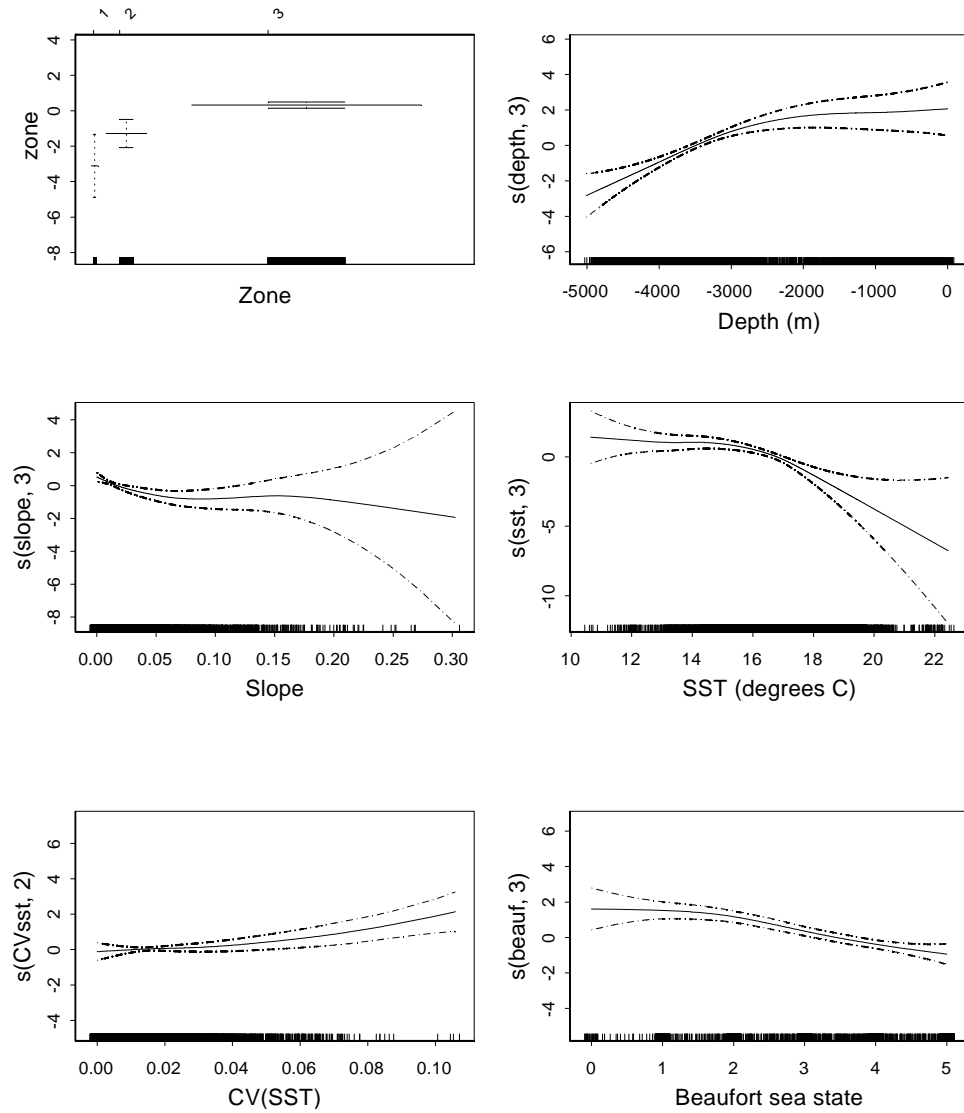 1 2 3
4
2
0
-2
-4
-6
-8
zone
Zone
6
4
2
0
-2
-4
-6
s(depth, 3)
-5000 -4000 -3000 -2000 -1000 0
Depth (m)
4
2
0
-2
-4
-6
-8
s(slope, 3)
0.00 0.05 0.10 0.15 0.20 0.25 0.30
Slope
0
-5
-10
s(sst, 3)
10 12 14 16 18 20 22
SST (degrees C)
6
4
2
0
-2
-4
s(CVsst, 2)
0.00 0.02 0.04 0.06 0.08 0.10
CV(SST)
6
4
2
0
-2
-4
s(beauf, 3)
0 1 2 3 4 5
Beaufort sea state